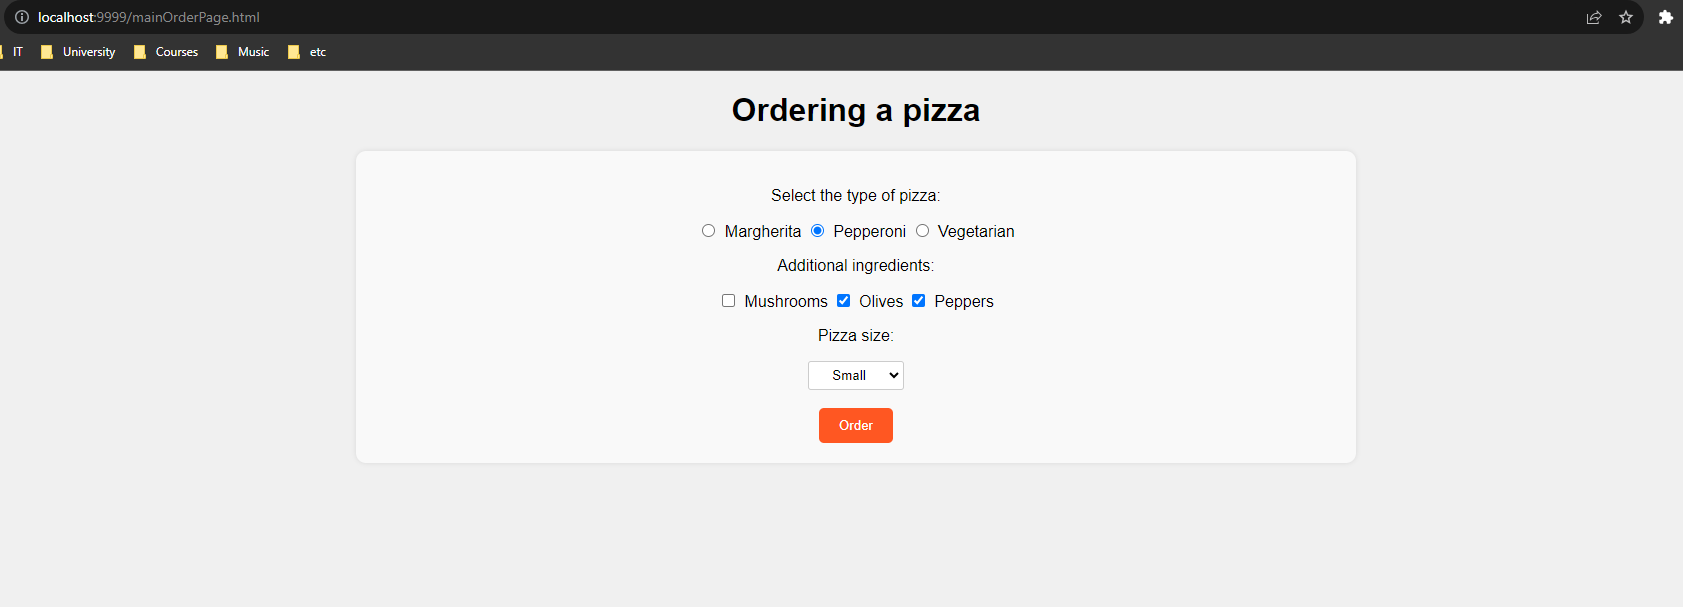 localhost:9999/mainOrderPage.html
IT University Courses Music etc
Ordering a pizza
Select the type of pizza:
Margherita Pepperoni Vegetarian
Additional ingredients:
Mushrooms Olives Peppers
Pizza size:
Small
Order